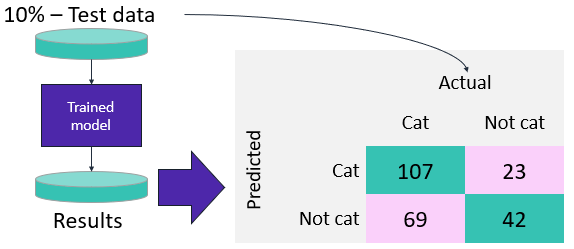 10% – Test data
Trained
model
Results
Actual
Cat Not cat
Predicted
Cat 107 23
Not cat 69 42